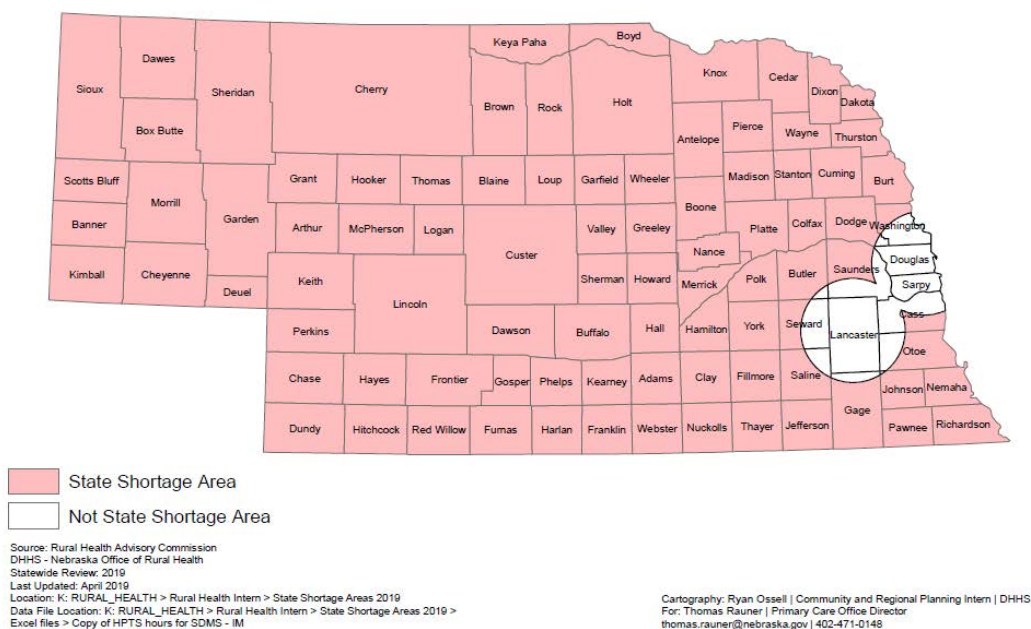 Keya Paha
Boyd
Dawes
Knox
Cedar
Sioux
Sheridan
Cherry
Dixon
Dakota
Brown
Rock
Holt
Box Butte
Pierce
Wayne
Thurston
Antelope
Scotts Bluff
Grant
Hooker
Thomas
Blaine
Loup
Garfield
Wheeler
Madison
Stanton
Cuming
Burt
Morrill
Garden
Boone
Banner
Arthur
McPherson
Logan
Valley
Greeley
Platte
Colfax
Dodge
Washington
Custer
Nance
Douglas
Kimball
Cheyenne
Keith
Sherman
Howard
Merrick
Polk
Butler
Saunders
Sarpy
Deuel
Lincoln
Perkins
Dawson
Buffalo
Hall
Hamilton
York
Seward
Lancaster
Cass
Otoe
Chase
Hayes
Frontier
Gosper
Phelps
Kearney
Adams
Clay
Fillmore
Saline
Johnson
Nemaha
Gage
Dundy
Hitchcock
Red Willow
Furnas
Harlan
Franklin
Webster
Nuckolls
Thayer
Jefferson
Pawnee
Richardson
State Shortage Area
Not State Shortage Area
Source: Rural Health Advisory Commission
DHHS - Nebraska Office of Rural Health
Statewide Review: 2019
Last Updated: April 2019
Location: K: RURAL_HEALTH > Rural Health Intern > State Shortage Areas 2019
Data File Location: K: RURAL_HEALTH > Rural Health Intern > State Shortage Areas 2019 >
Excel files > Copy of HPTS hours for SDMS - IM
Cartography: Ryan Ossell | Community and Regional Planning Intern | DHHS
For: Thomas Rauner | Primary Care Office Director
thomas.rauner@nebraska.gov | 402-471-0148